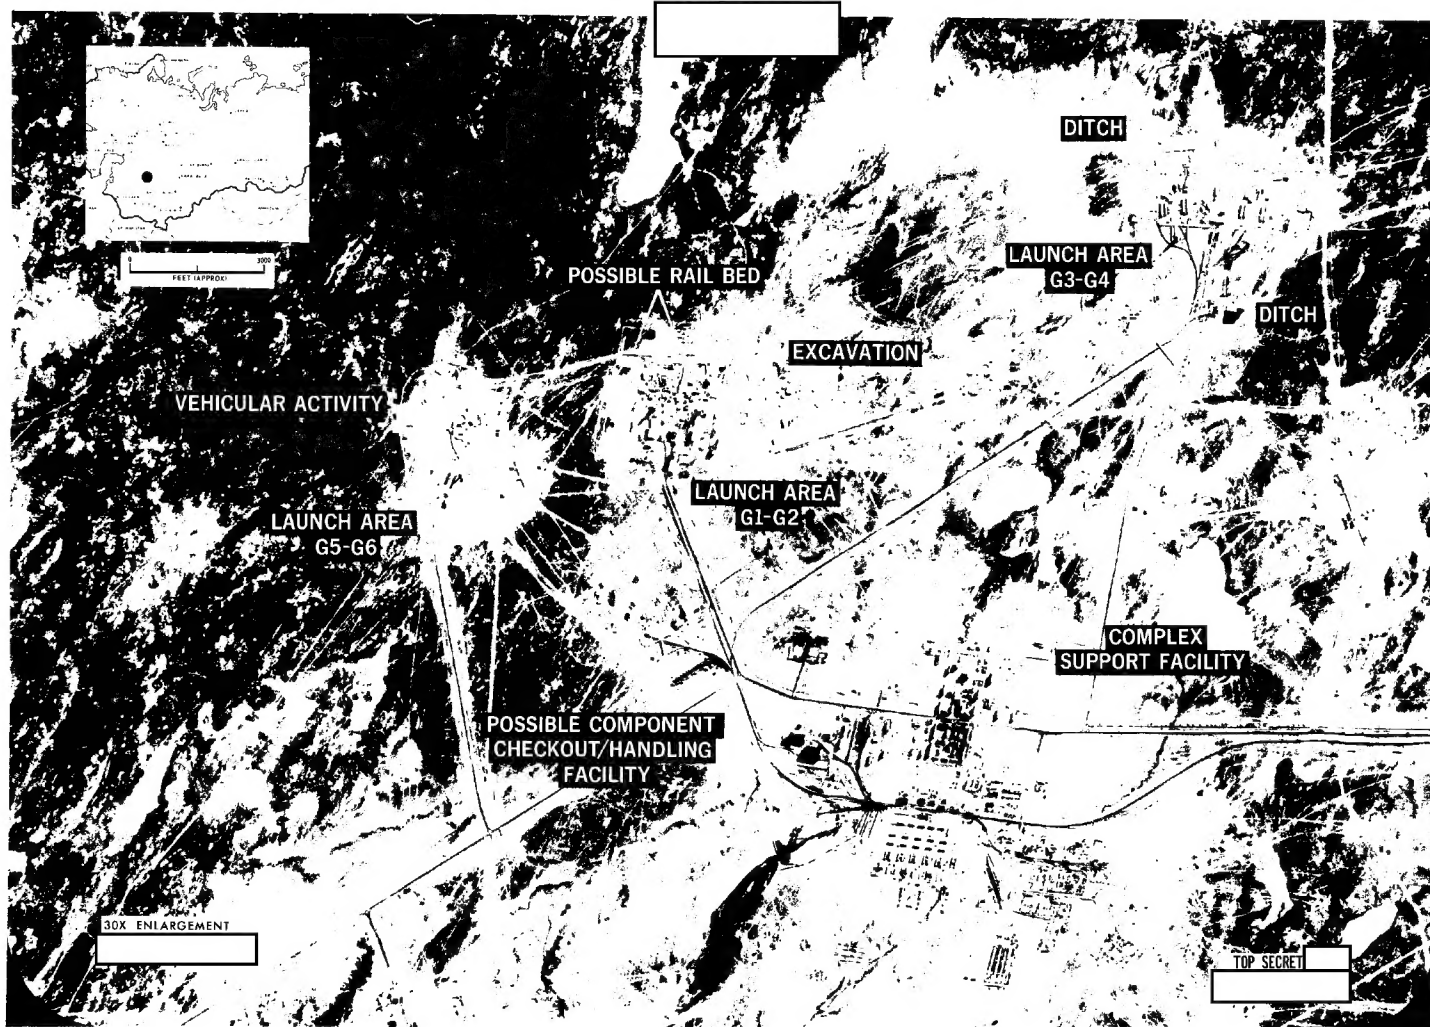 0 3000
FEET (APPROX)
DITCH
LAUNCH AREA
G3-G4
POSSIBLE RAIL BED
DITCH
EXCAVATION
VEHICULAR ACTIVITY
LAUNCH AREA
G1-G2
LAUNCH AREA
G5-G6
COMPLEX
SUPPORT FACILITY
POSSIBLE COMPONENT
CHECKOUT/HANDLING
FACILITY
30X ENLARGEMENT
TOP SECRET